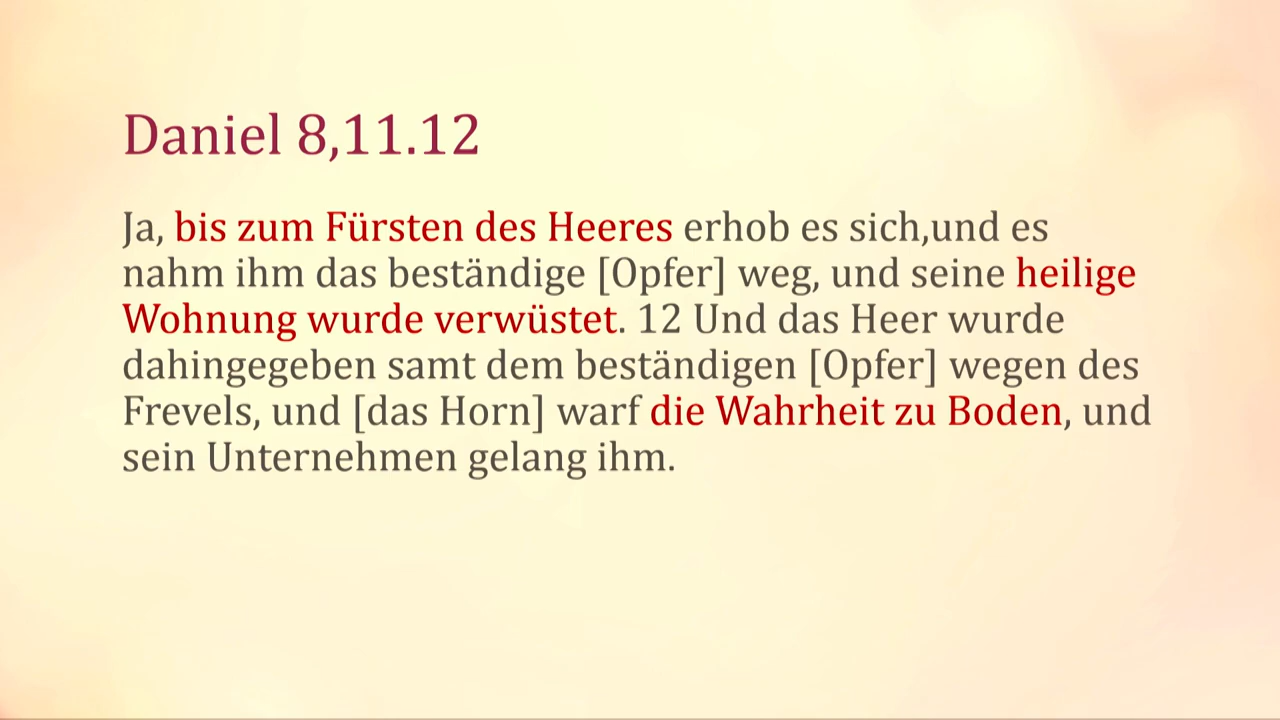 Daniel 8,11.12
Ja, bis zum Fürsten des Heeres erhob es sich,und es
nahm ihm das beständige [Opfer] weg, und seine heilige
Wohnung wurde verwüstet. 12 Und das Heer wurde
dahingegeben samt dem beständigen [Opfer] wegen des
Frevels, und [das Horn] warf die Wahrheit zu Boden, und
sein Unternehmen gelang ihm.